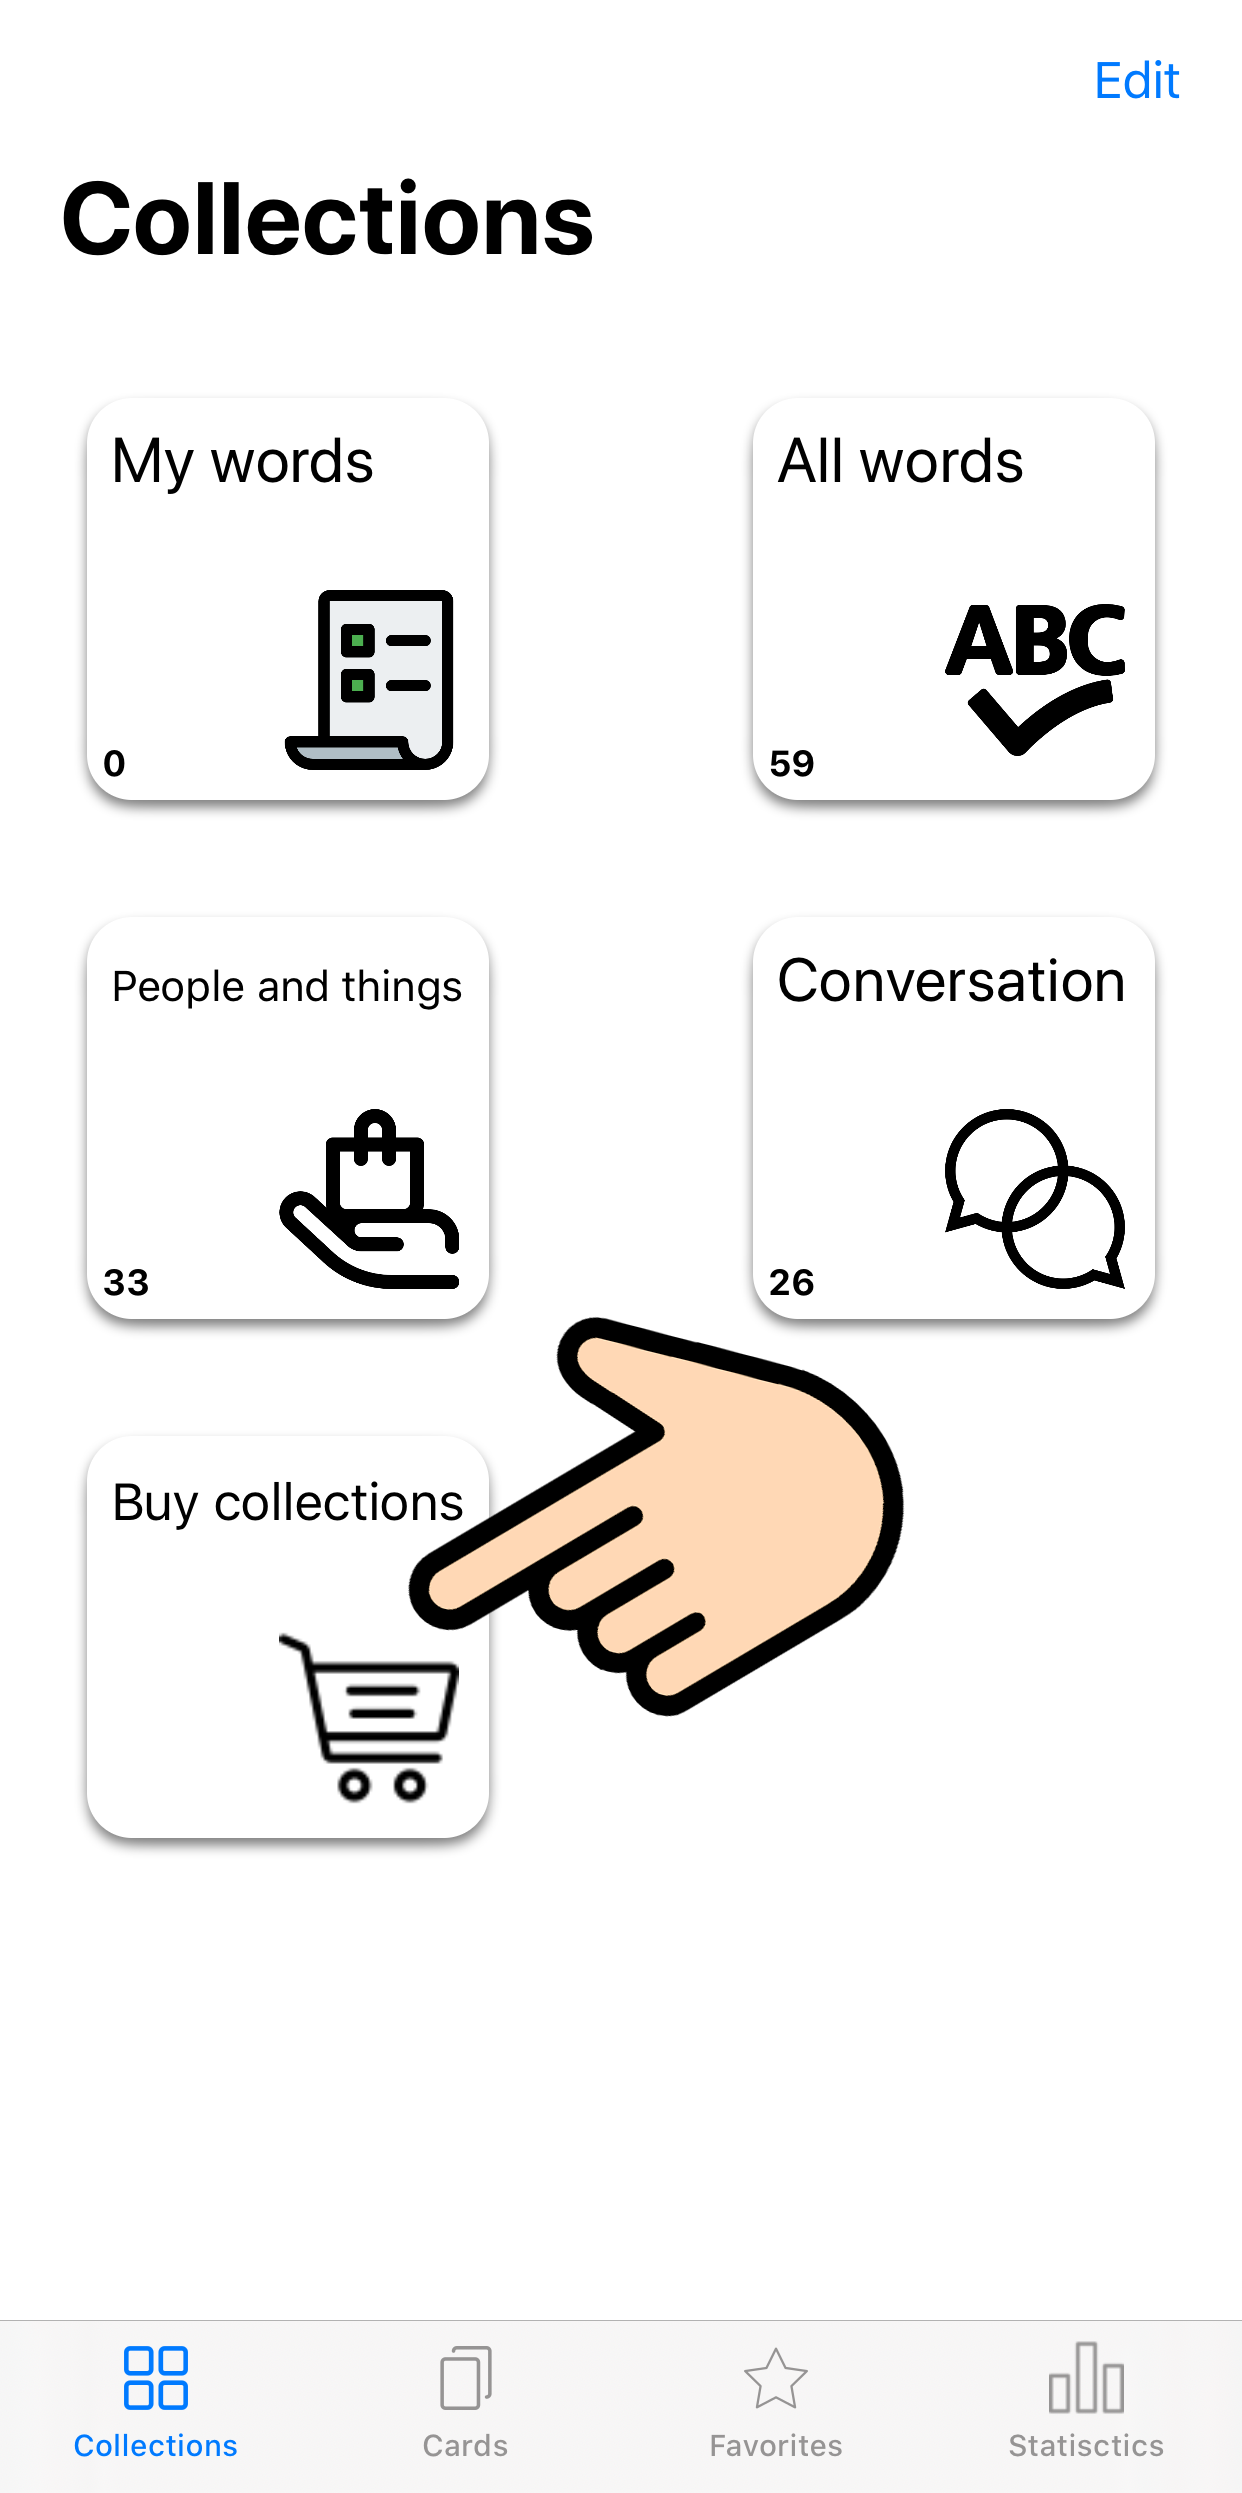 Edit
Collections
My words
0
All words
ABC
59
People and things
33
Conversation
26
Buy collections
Collections
Cards
Favorites
Statisctics